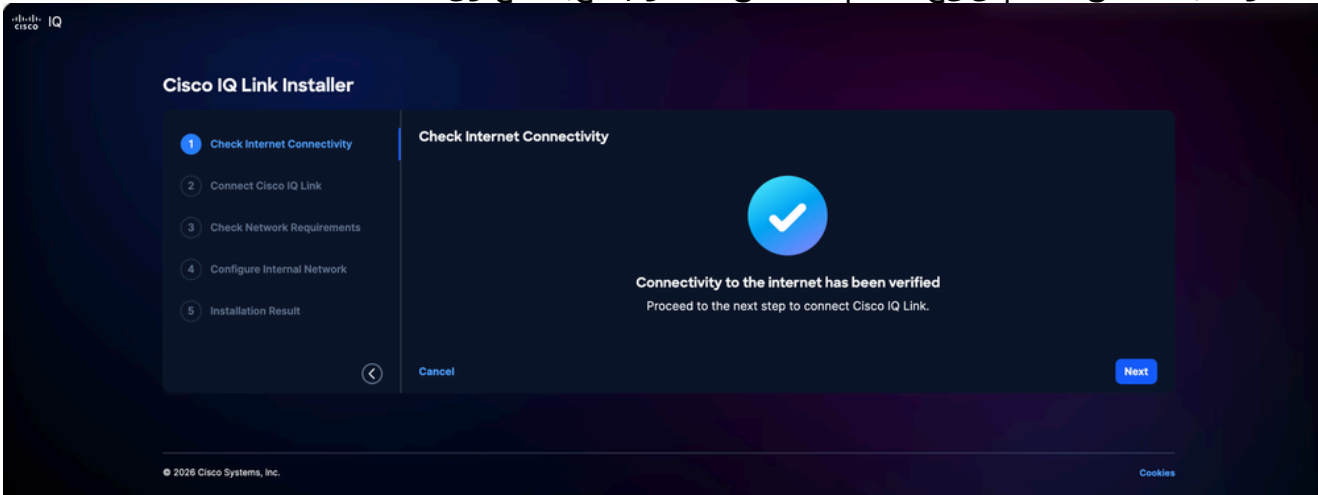 cisco IQ
Cisco IQ Link Installer
1 Check Internet Connectivity
2 Connect Cisco IQ Link
3 Check Network Requirements
4 Configure Internal Network
5 Installation Result
Check Internet Connectivity
Connectivity to the internet has been verified
Proceed to the next step to connect Cisco IQ Link.
Cancel
Next
© 2026 Cisco Systems, Inc.
Cookies